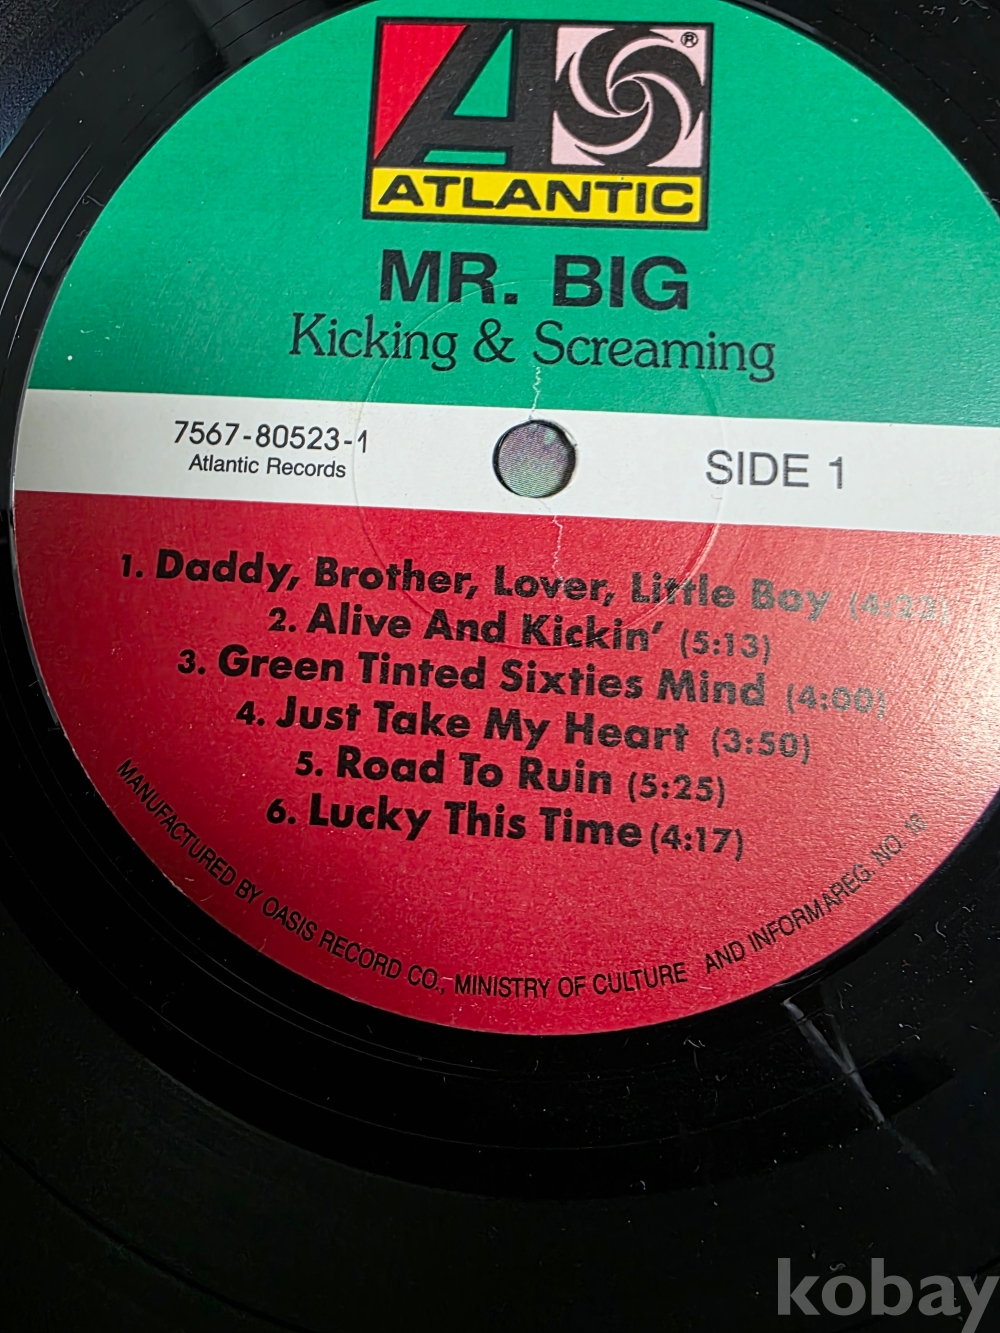 ®
ATLANTIC
MR. BIG
Kicking & Screaming
7567-80523-1
Atlantic Records
SIDE 1
1. Daddy, Brother, Lover, Little Boy (4:23)
2. Alive And Kickin' (5:13)
3. Green Tinted Sixties Mind (4:00)
4. Just Take My Heart (3:50)
5. Road To Ruin (5:25)
6. Lucky This Time (4:17)
MANUFACTURED BY OASIS RECORD CO., MINISTRY OF CULTURE AND INFORMAREG. NO. 16
kobay